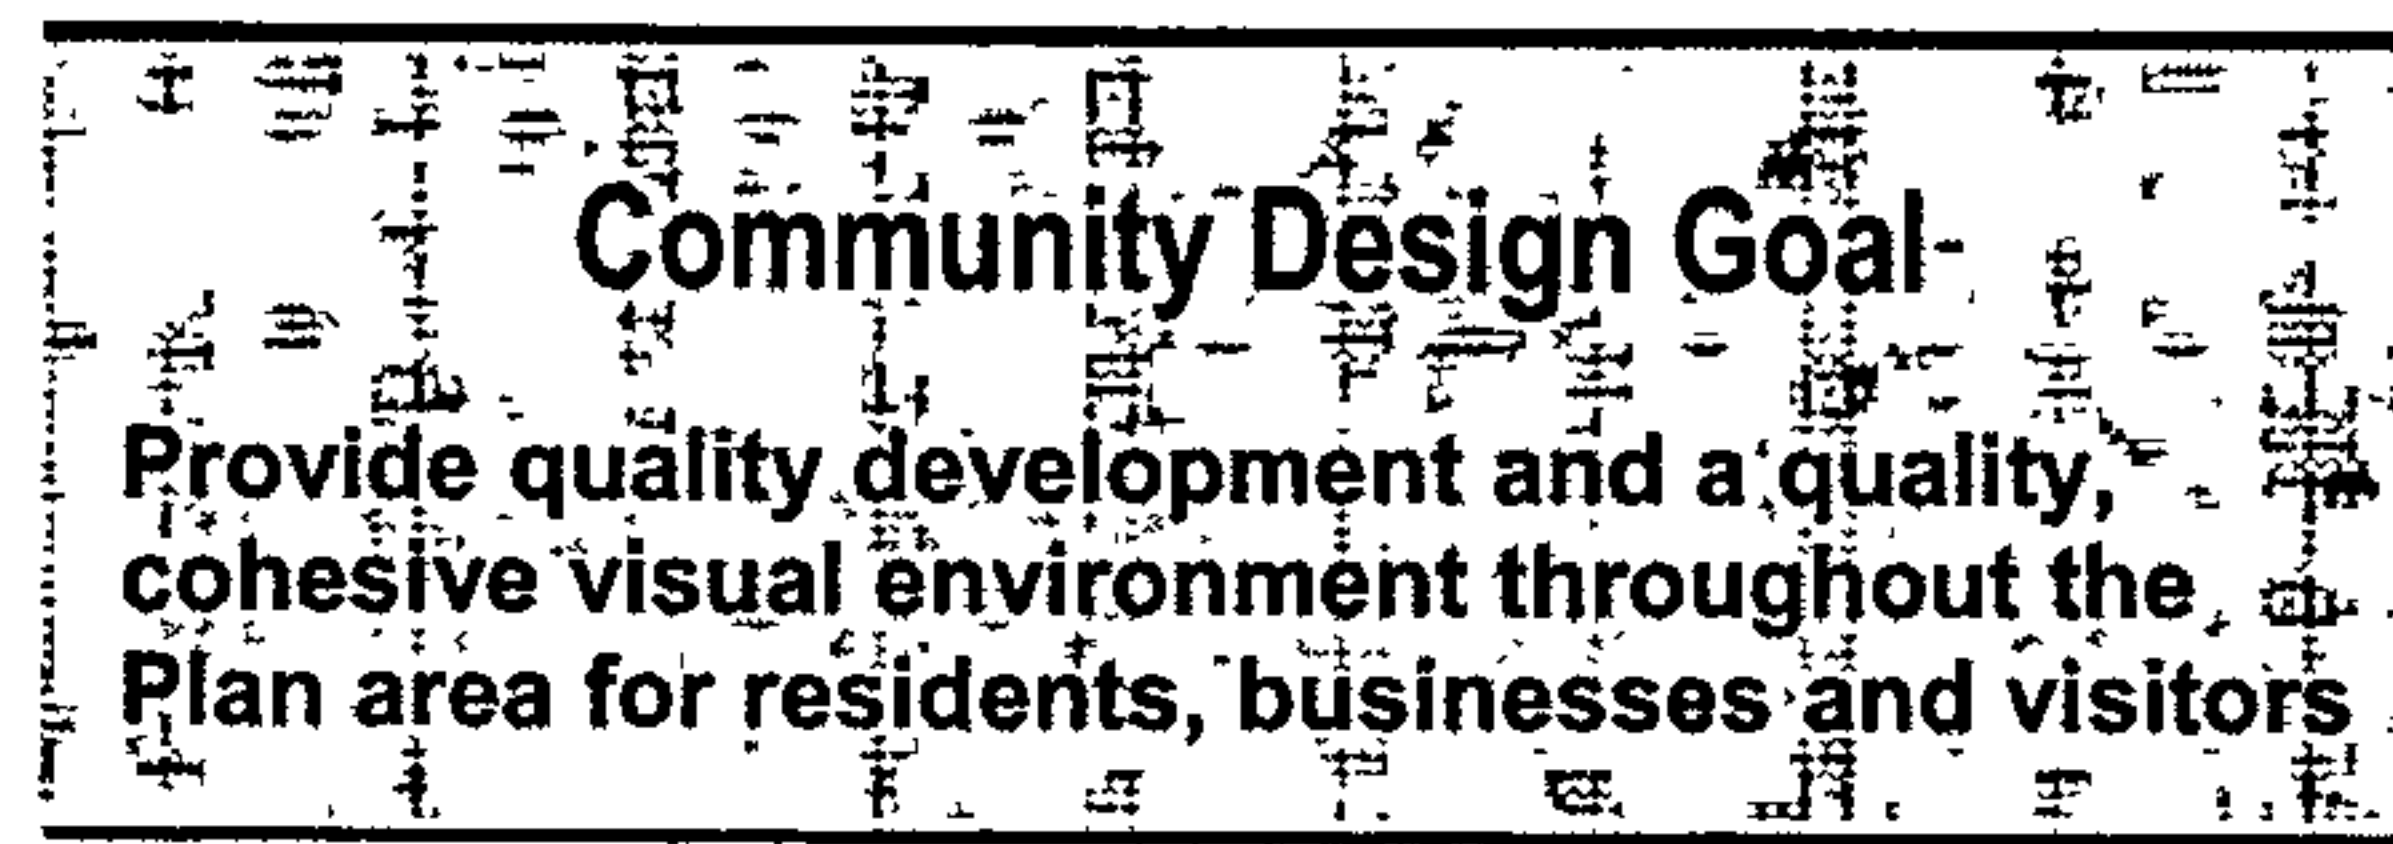 Community Design Goal
Provide quality development and a quality,
cohesive visual environment throughout the
Plan area for residents, businesses and visitors